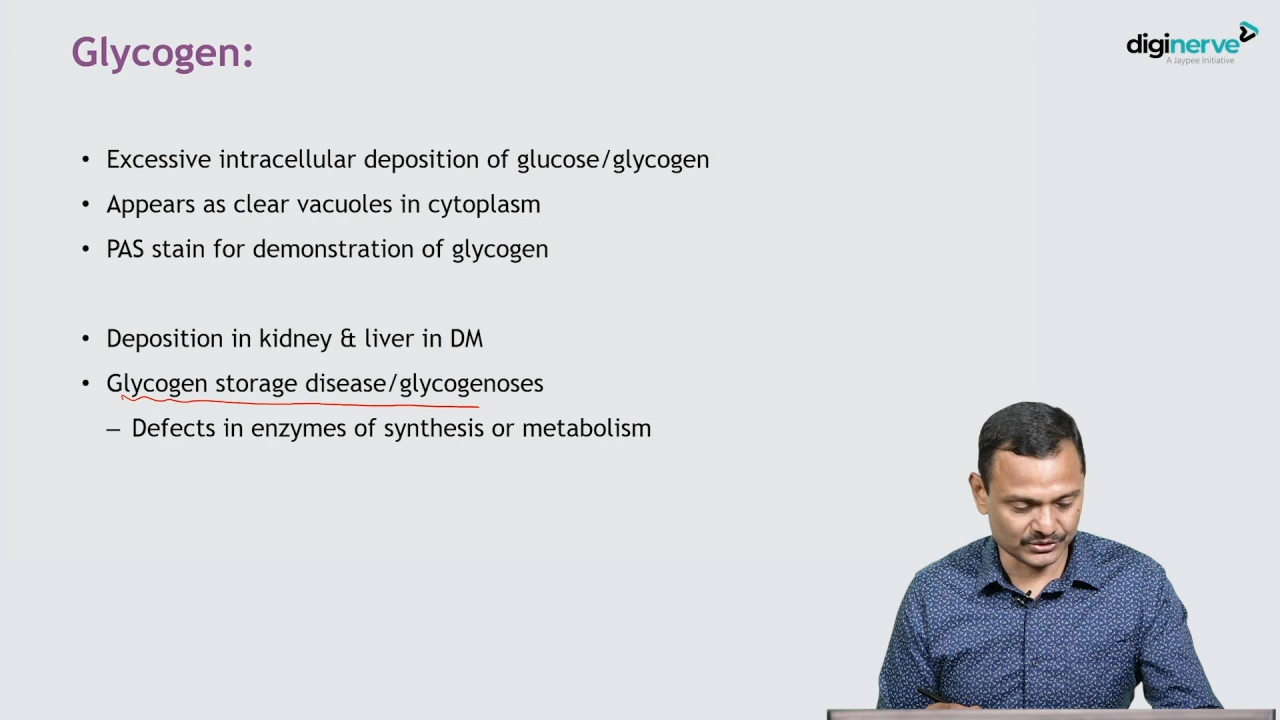 Glycogen:
diginerve
A Jaypee Initiative
• Excessive intracellular deposition of glucose/glycogen
• Appears as clear vacuoles in cytoplasm
• PAS stain for demonstration of glycogen
• Deposition in kidney & liver in DM
• Glycogen storage disease/glycogenoses
– Defects in enzymes of synthesis or metabolism